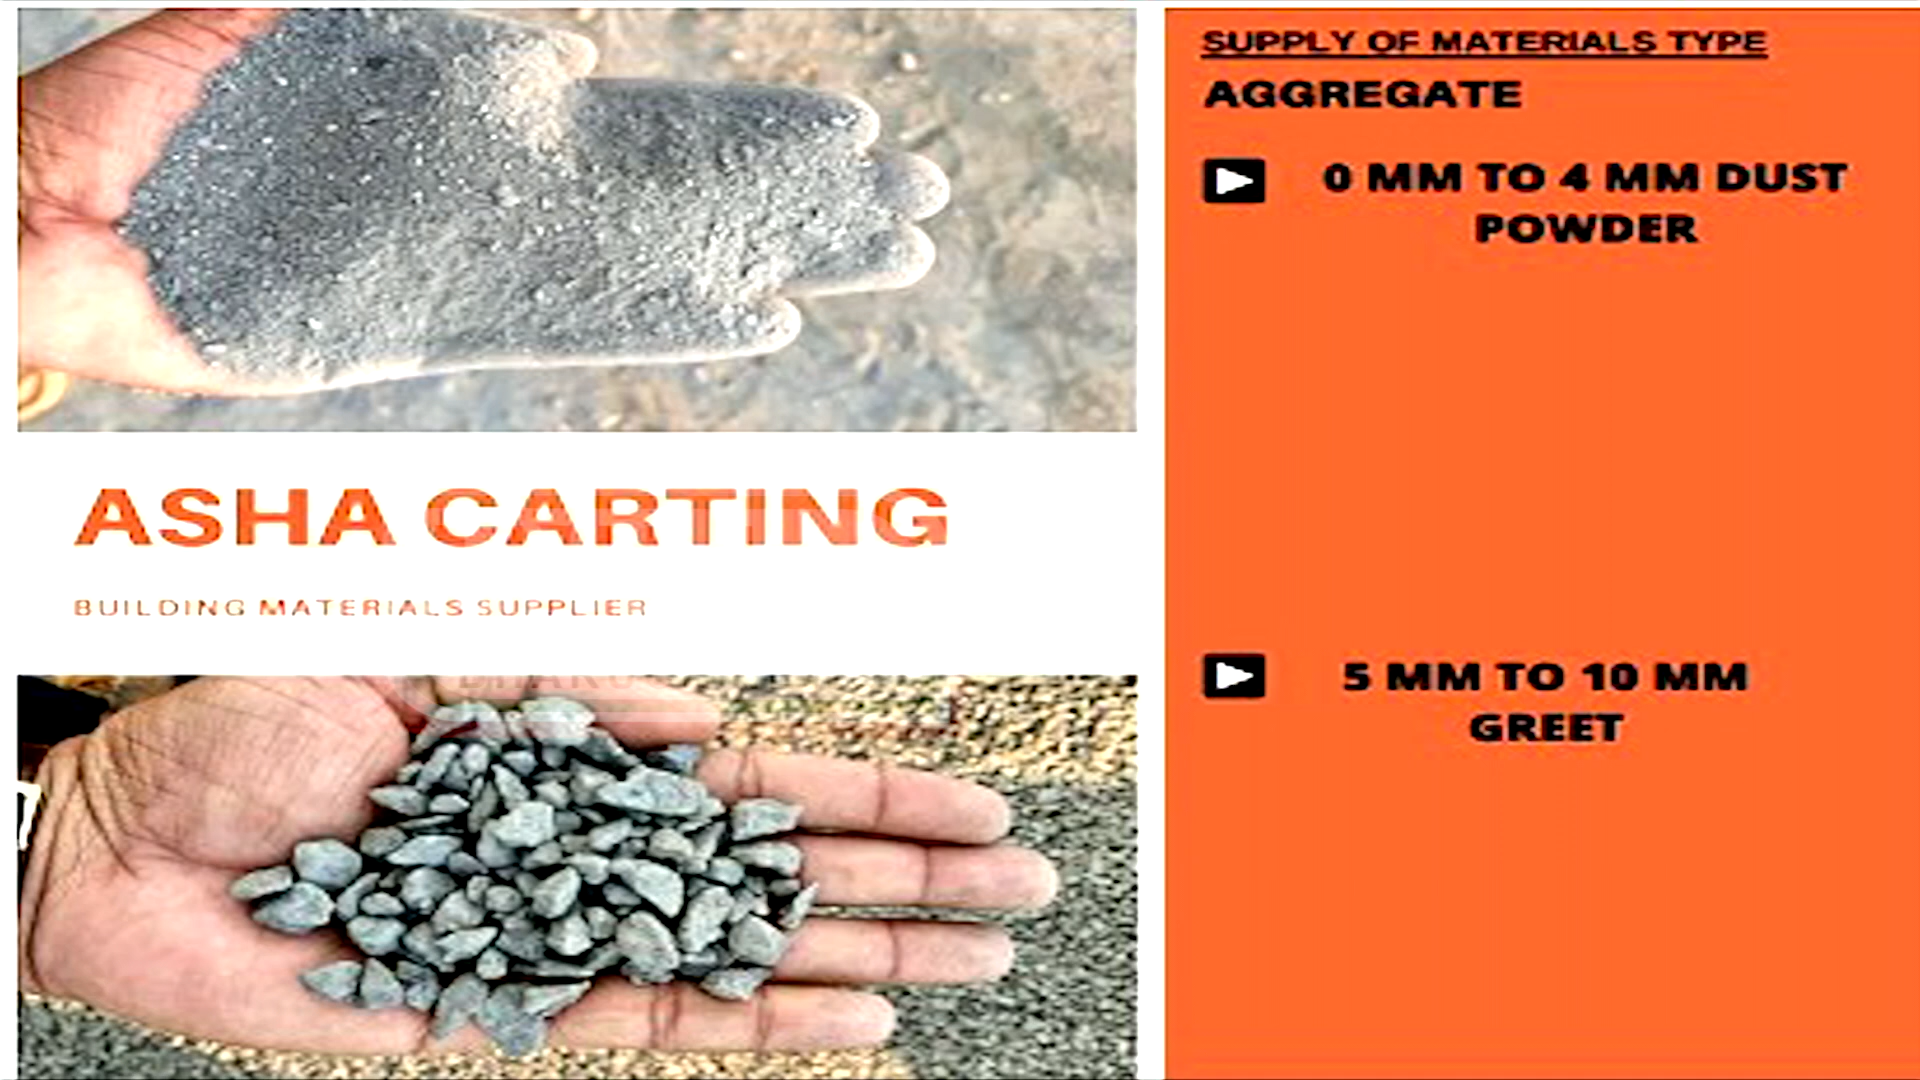 ASHA CARTING
BUILDING MATERIALS SUPPLIER
SUPPLY OF MATERIALS TYPE
AGGREGATE
0 MM TO 4 MM DUST
POWDER
5 MM TO 10 MM
GREET